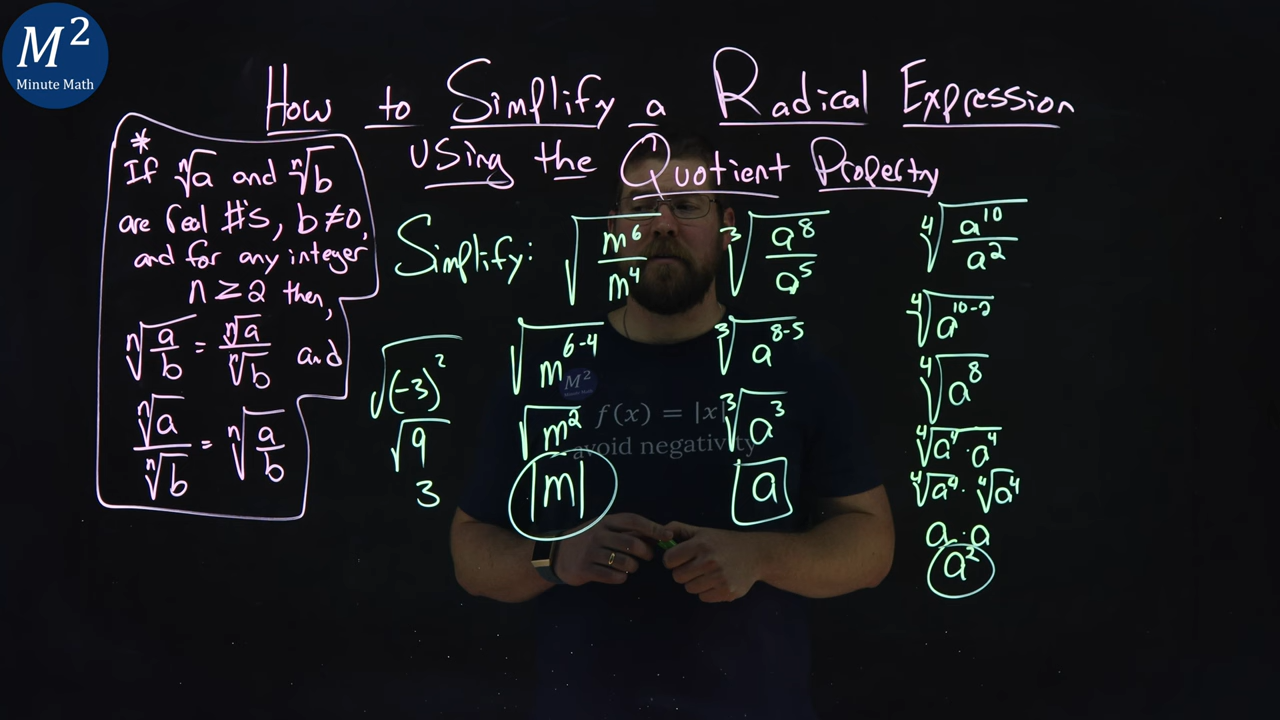 M²
Minute Math
How to Simplify a Radical Expression
using the Quotient Property
*
If ⁿ√a and ⁿ√b
are real #'s, b ≠ 0,
and for any integer
n ≥ 2 then,
ⁿ√(a/b) = ⁿ√a/ⁿ√b and
ⁿ√a/ⁿ√b = ⁿ√(a/b)
Simplify: √(m⁶/m⁴) ³√(a⁸/a⁵) ⁴√(a¹⁰/a²)
√(-3)²
√9
3
√m⁶⁻⁴
√m²
|m|
³√a⁸⁻⁵
³√a³
a
⁴√a¹⁰⁻²
⁴√a⁸
⁴√a⁴·a⁴
⁴√a⁴·⁴√a⁴
a·a
a²
M²
Minute Math
f(x) = |x|
avoid negativity